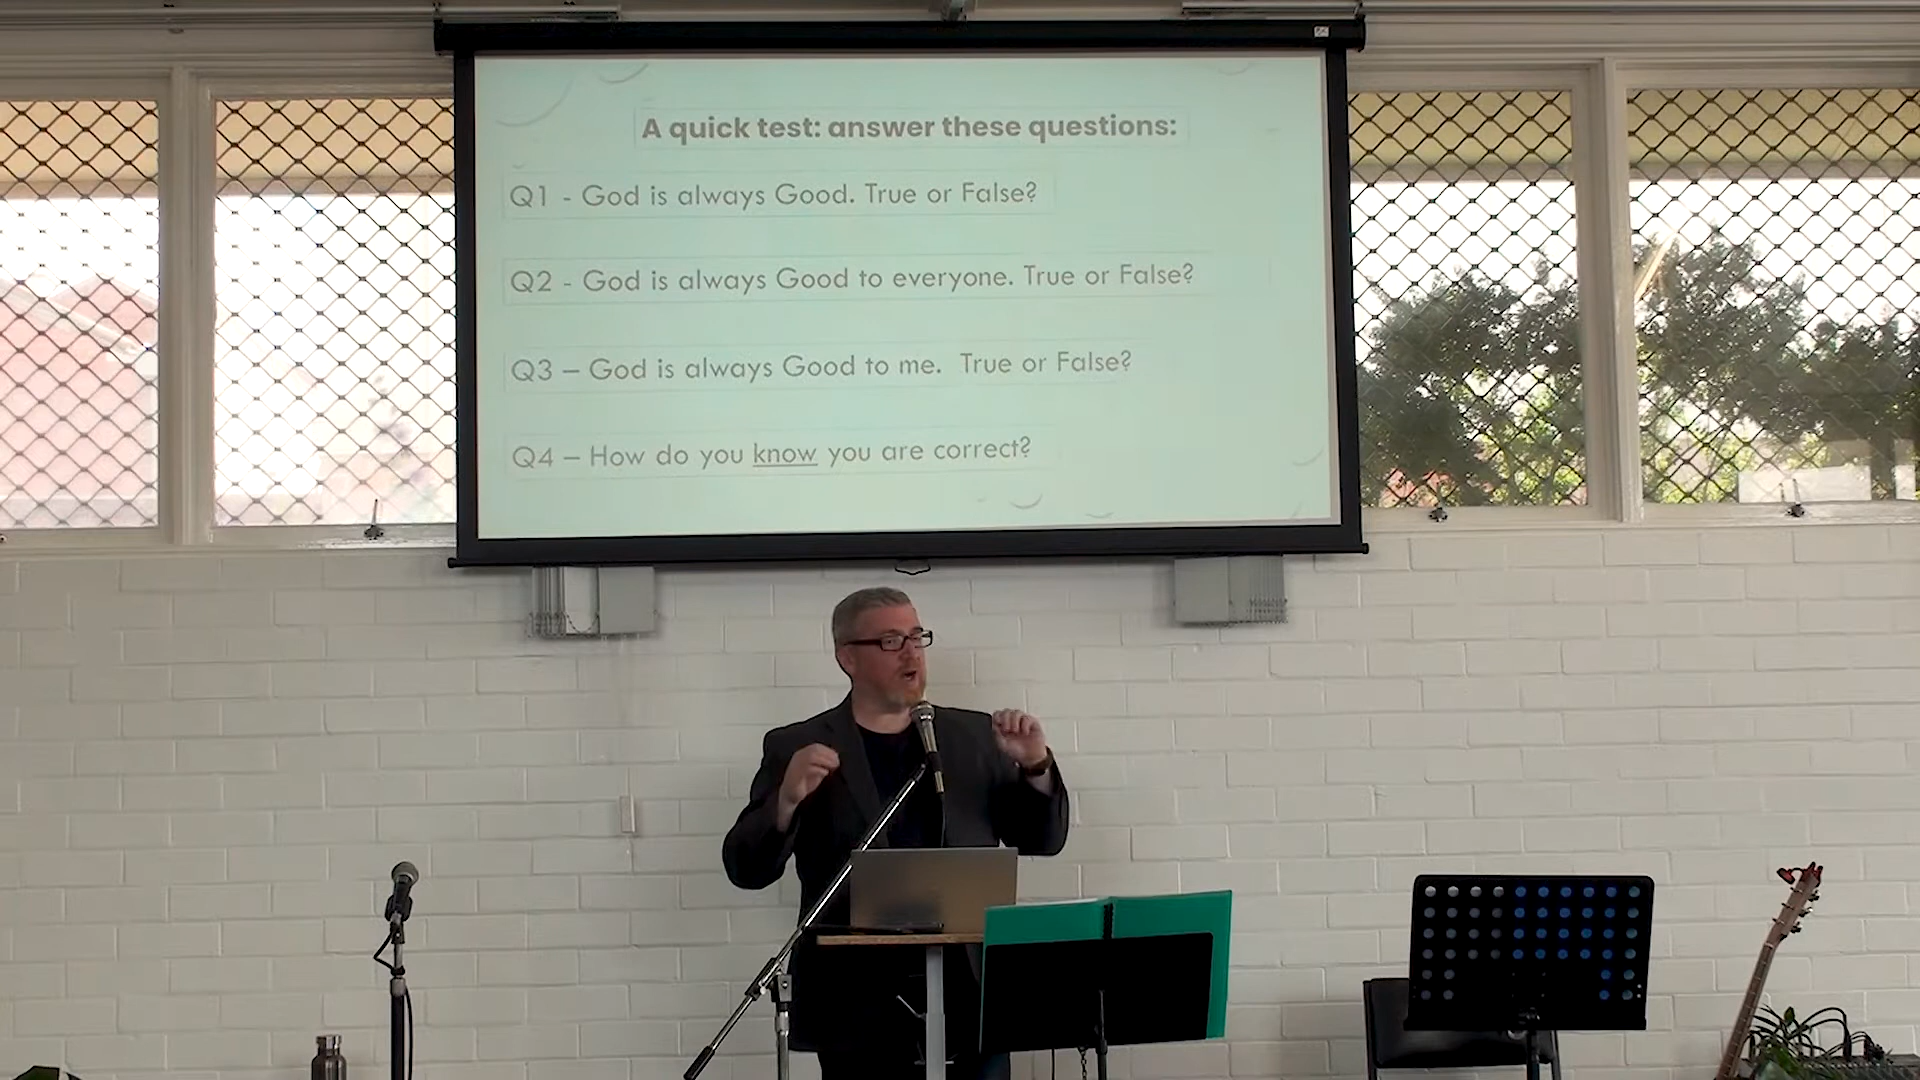 A quick test: answer these questions:
Q1 - God is always Good. True or False?
Q2 - God is always Good to everyone. True or False?
Q3 – God is always Good to me.  True or False?
Q4 – How do you know you are correct?